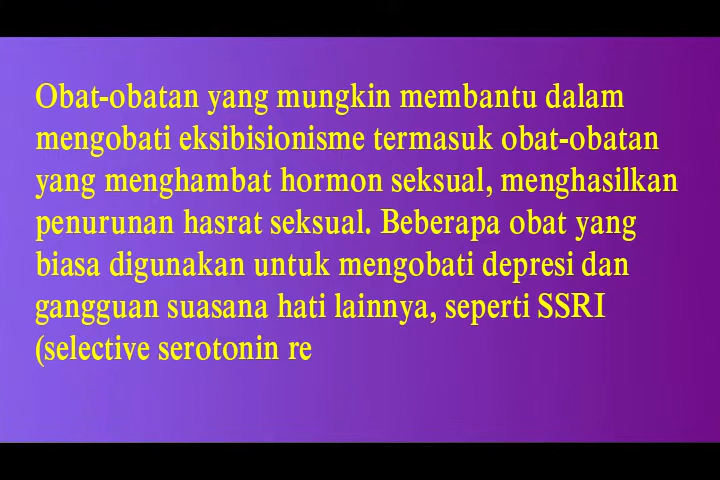 Obat-obatan yang mungkin membantu dalam
mengobati eksibisionisme termasuk obat-obatan
yang menghambat hormon seksual, menghasilkan
penurunan hasrat seksual. Beberapa obat yang
biasa digunakan untuk mengobati depresi dan
gangguan suasana hati lainnya, seperti SSRI
(selective serotonin re